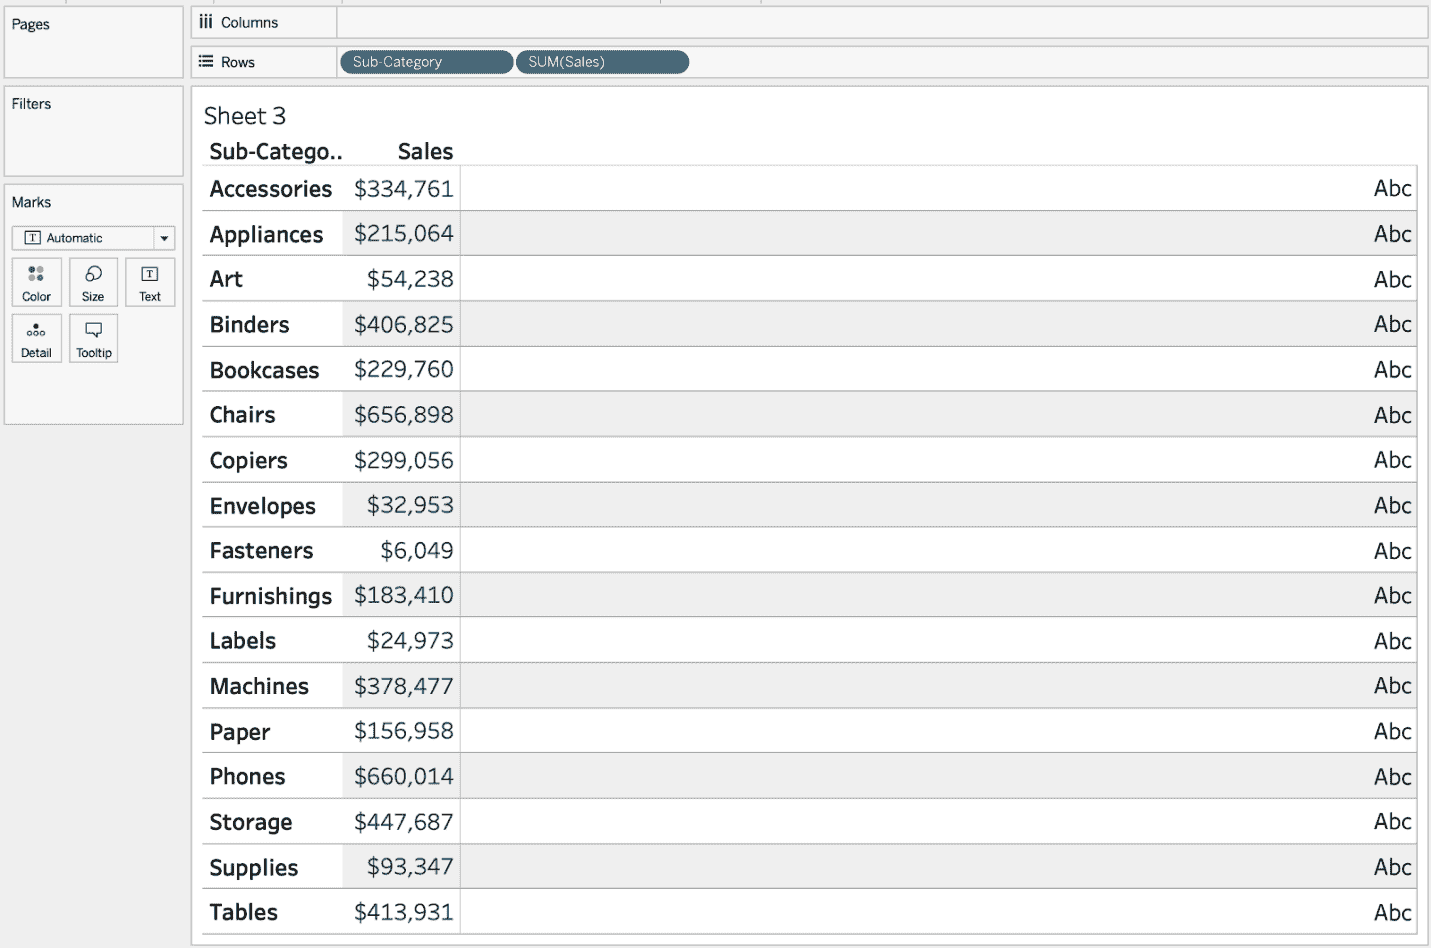 Pages
Columns
Rows Sub-Category SUM(Sales)
Filters
Marks
Automatic
Color Size Text
Detail Tooltip
Sheet 3
Sub-Catego.. Sales
Accessories $334,761 Abc
Appliances $215,064 Abc
Art $54,238 Abc
Binders $406,825 Abc
Bookcases $229,760 Abc
Chairs $656,898 Abc
Copiers $299,056 Abc
Envelopes $32,953 Abc
Fasteners $6,049 Abc
Furnishings $183,410 Abc
Labels $24,973 Abc
Machines $378,477 Abc
Paper $156,958 Abc
Phones $660,014 Abc
Storage $447,687 Abc
Supplies $93,347 Abc
Tables $413,931 Abc